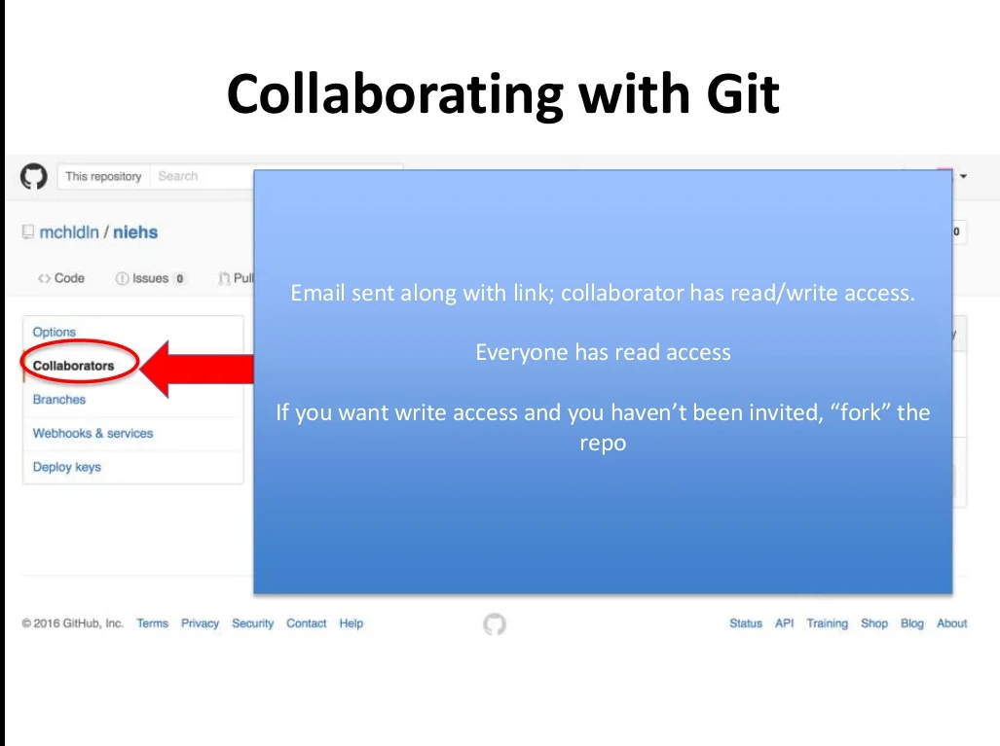 Collaborating with Git
This repository Search
mchldln / niehs
0
Code Issues 0 Pull
Email sent along with link; collaborator has read/write access.
Everyone has read access
If you want write access and you haven’t been invited, “fork” the
repo
Options
Collaborators
Branches
Webhooks & services
Deploy keys
© 2016 GitHub, Inc. Terms Privacy Security Contact Help
Status API Training Shop Blog About